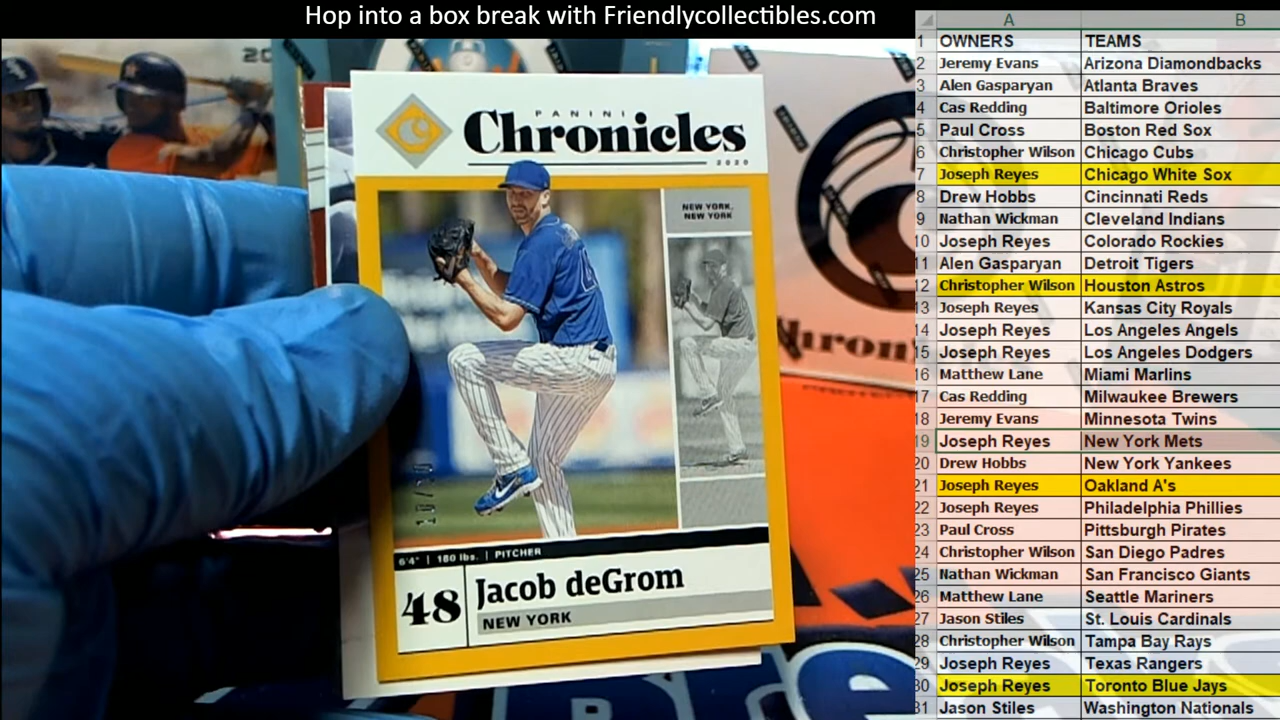 Hop into a box break with Friendlycollectibles.com
PANINI
Chronicles
2020
NEW YORK,
NEW YORK
6'4" | 180 lbs. | PITCHER
48
Jacob deGrom
NEW YORK
A B
1 OWNERS TEAMS
2 Jeremy Evans Arizona Diamondbacks
3 Alen Gasparyan Atlanta Braves
4 Cas Redding Baltimore Orioles
5 Paul Cross Boston Red Sox
6 Christopher Wilson Chicago Cubs
7 Joseph Reyes Chicago White Sox
8 Drew Hobbs Cincinnati Reds
9 Nathan Wickman Cleveland Indians
10 Joseph Reyes Colorado Rockies
11 Alen Gasparyan Detroit Tigers
12 Christopher Wilson Houston Astros
13 Joseph Reyes Kansas City Royals
14 Joseph Reyes Los Angeles Angels
15 Joseph Reyes Los Angeles Dodgers
16 Matthew Lane Miami Marlins
17 Cas Redding Milwaukee Brewers
18 Jeremy Evans Minnesota Twins
19 Joseph Reyes New York Mets
20 Drew Hobbs New York Yankees
21 Joseph Reyes Oakland A's
22 Joseph Reyes Philadelphia Phillies
23 Paul Cross Pittsburgh Pirates
24 Christopher Wilson San Diego Padres
25 Nathan Wickman San Francisco Giants
26 Matthew Lane Seattle Mariners
27 Jason Stiles St. Louis Cardinals
28 Christopher Wilson Tampa Bay Rays
29 Joseph Reyes Texas Rangers
30 Joseph Reyes Toronto Blue Jays
31 Jason Stiles Washington Nationals